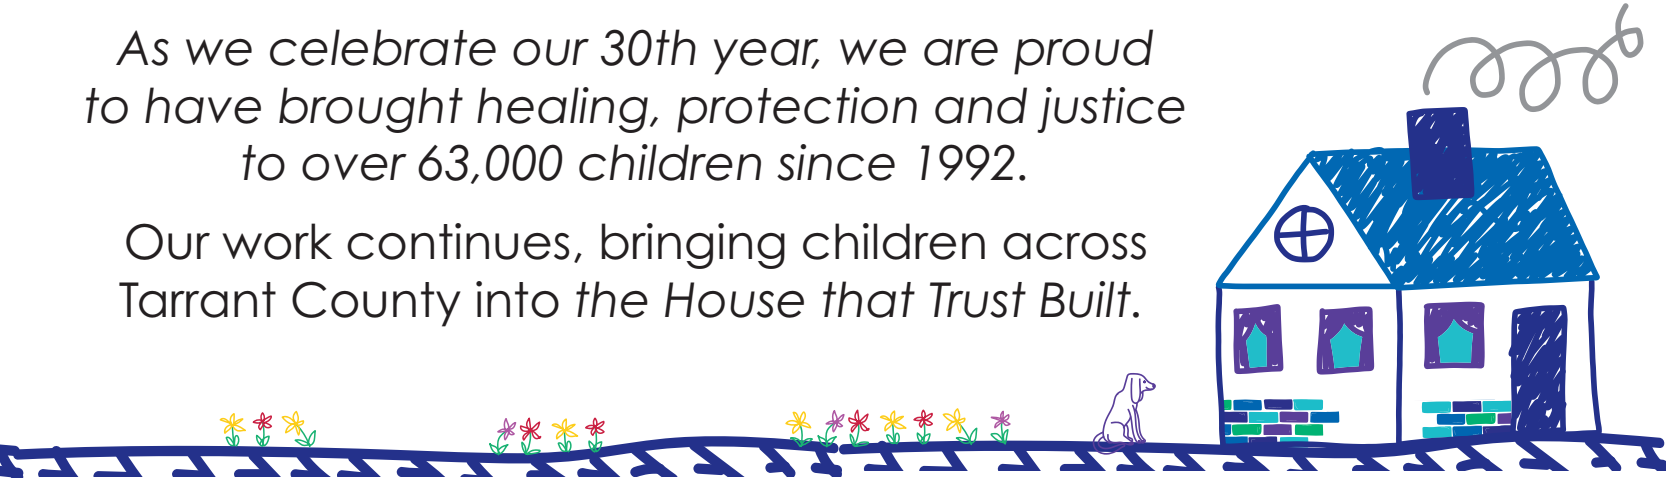 As we celebrate our 30th year, we are proud
to have brought healing, protection and justice
to over 63,000 children since 1992.
Our work continues, bringing children across
Tarrant County into the House that Trust Built.